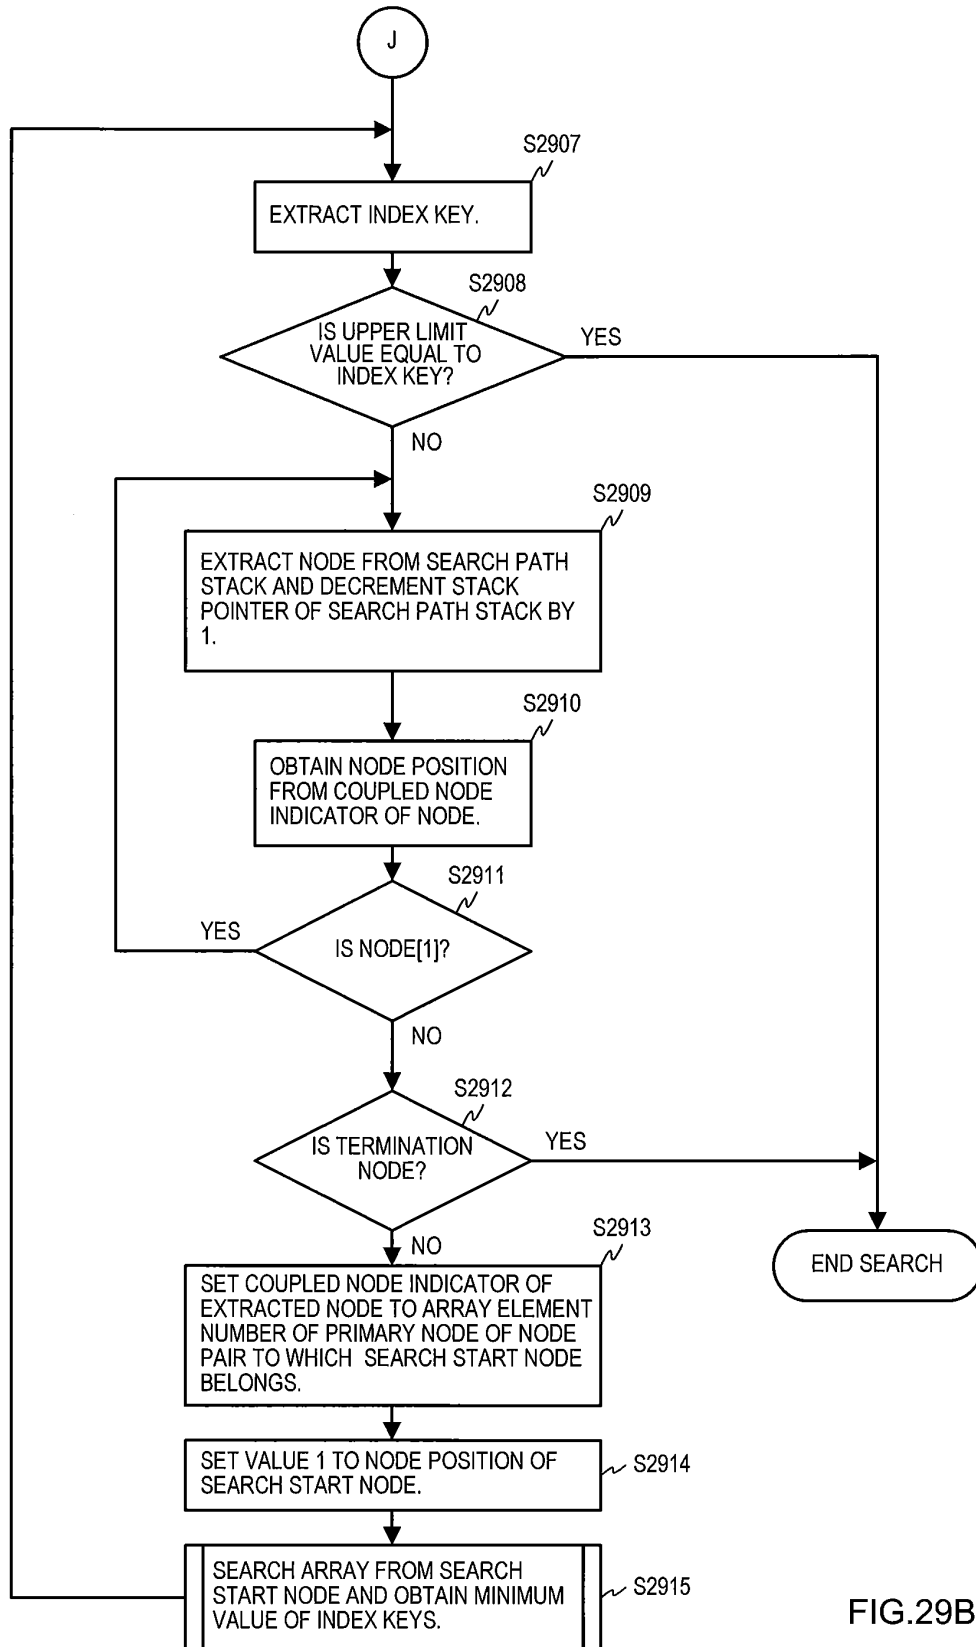 J
S2907
EXTRACT INDEX KEY.
S2908
IS UPPER LIMIT
VALUE EQUAL TO
INDEX KEY?
YES
NO
S2909
EXTRACT NODE FROM SEARCH PATH
STACK AND DECREMENT STACK
POINTER OF SEARCH PATH STACK BY
1.
S2910
OBTAIN NODE POSITION
FROM COUPLED NODE
INDICATOR OF NODE.
S2911
YES
IS NODE[1]?
NO
S2912
IS TERMINATION
NODE?
YES
NO
S2913
SET COUPLED NODE INDICATOR OF
EXTRACTED NODE TO ARRAY ELEMENT
NUMBER OF PRIMARY NODE OF NODE
PAIR TO WHICH SEARCH START NODE
BELONGS.
END SEARCH
SET VALUE 1 TO NODE POSITION OF
SEARCH START NODE.
S2914
SEARCH ARRAY FROM SEARCH
START NODE AND OBTAIN MINIMUM
VALUE OF INDEX KEYS.
S2915
FIG.29B